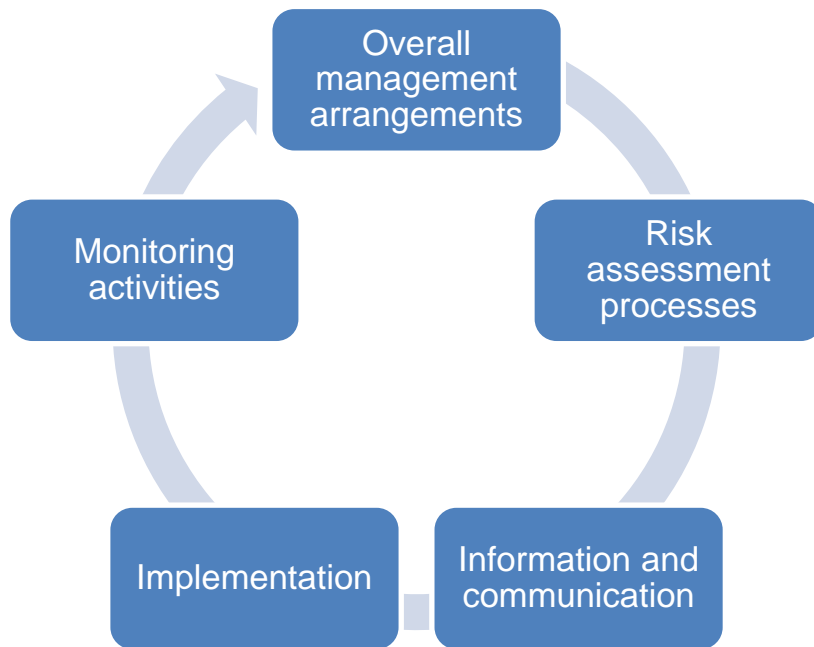 Overall
management
arrangements
Risk
assessment
processes
Information and
communication
Implementation
Monitoring
activities